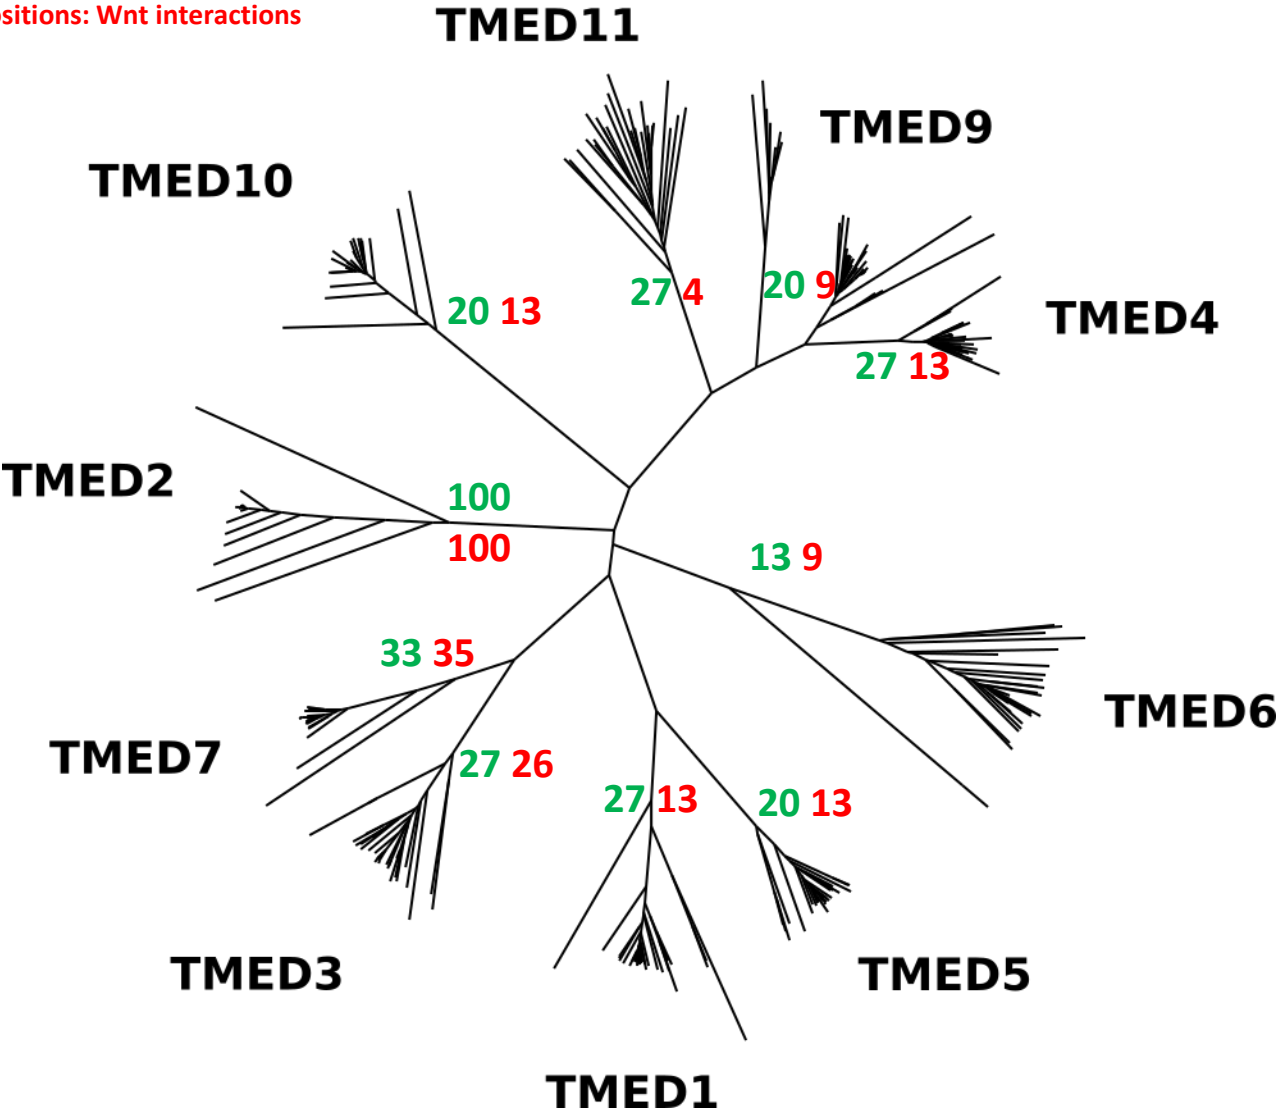 sitions: Wnt interactions
TMED11
TMED9
TMED10
27 4
20 9
20 13
TMED4
27 13
TMED2
100
100
13 9
33 35
TMED6
TMED7
27 26
27 13
20 13
TMED3
TMED5
TMED1